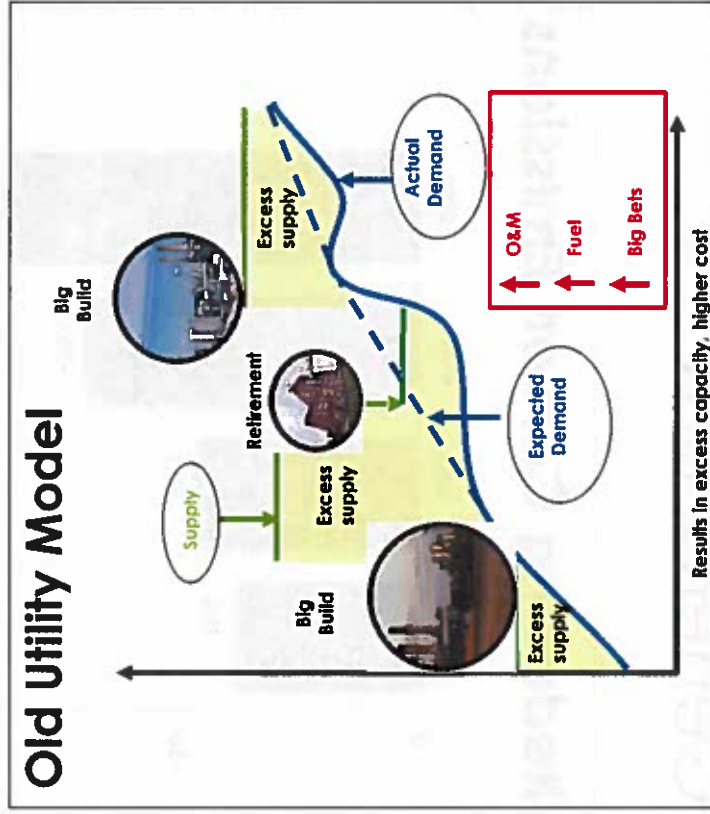 Old Utility Model
Big
Build
Supply
Retirement
Excess
supply
Excess
supply
Big
Build
Actual
Demand
Expected
Demand
Excess
supply
O&M
Fuel
Big Bets
Results in excess capacity, higher cost